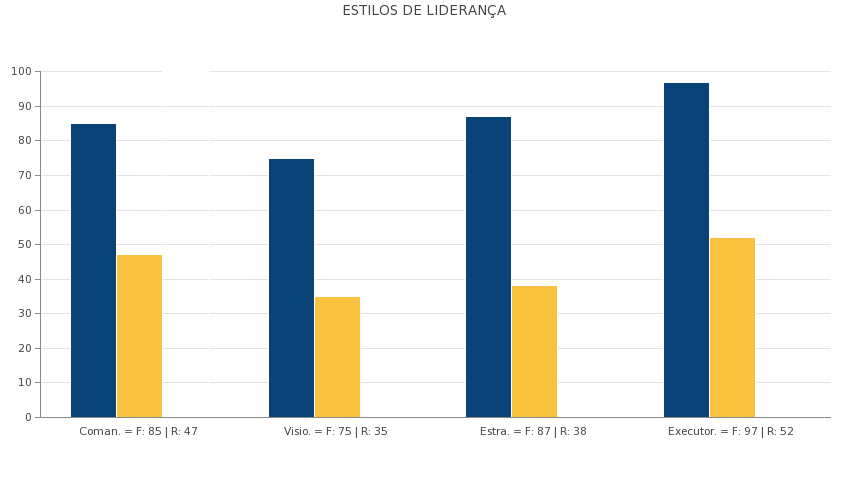 ESTILOS DE LIDERANÇA
100
90
80
70
60
50
40
30
20
10
0
Coman. = F: 85 | R: 47
Visio. = F: 75 | R: 35
Estra. = F: 87 | R: 38
Executor. = F: 97 | R: 52